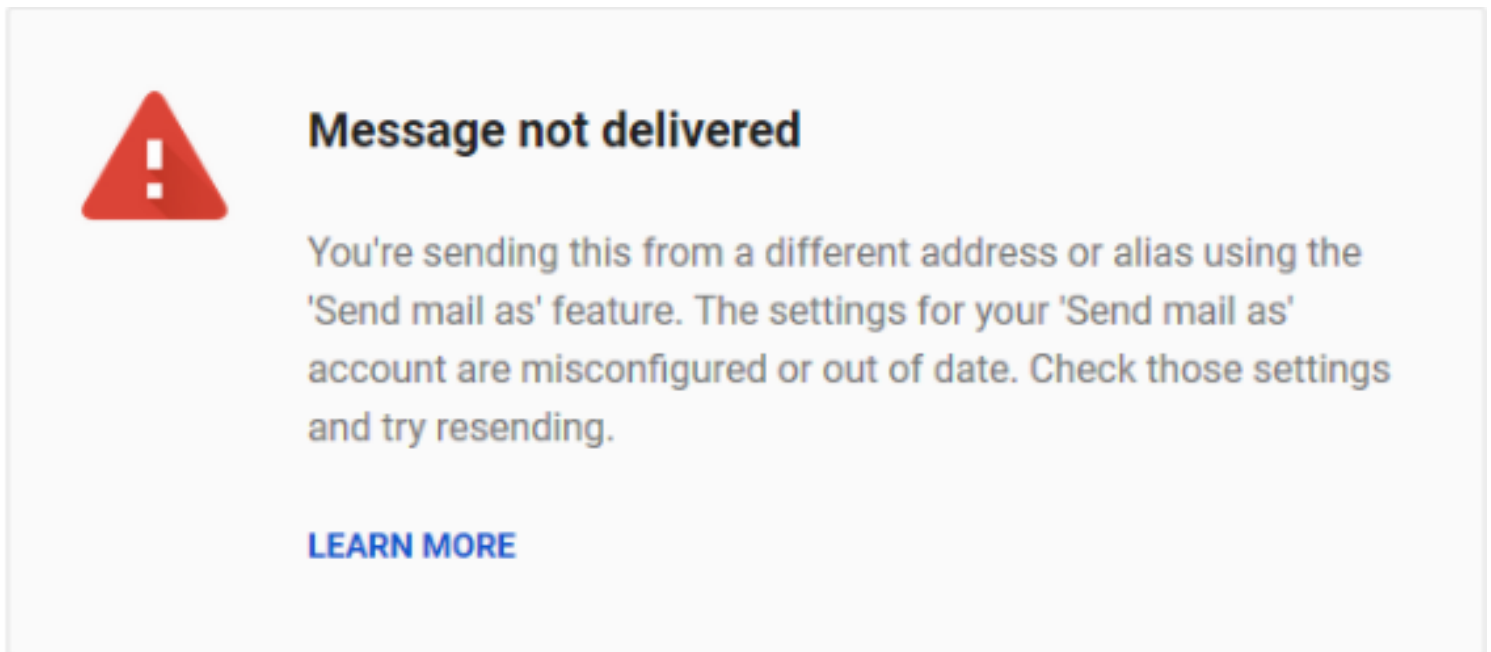 Message not delivered
You're sending this from a different address or alias using the
'Send mail as' feature. The settings for your 'Send mail as'
account are misconfigured or out of date. Check those settings
and try resending.
LEARN MORE